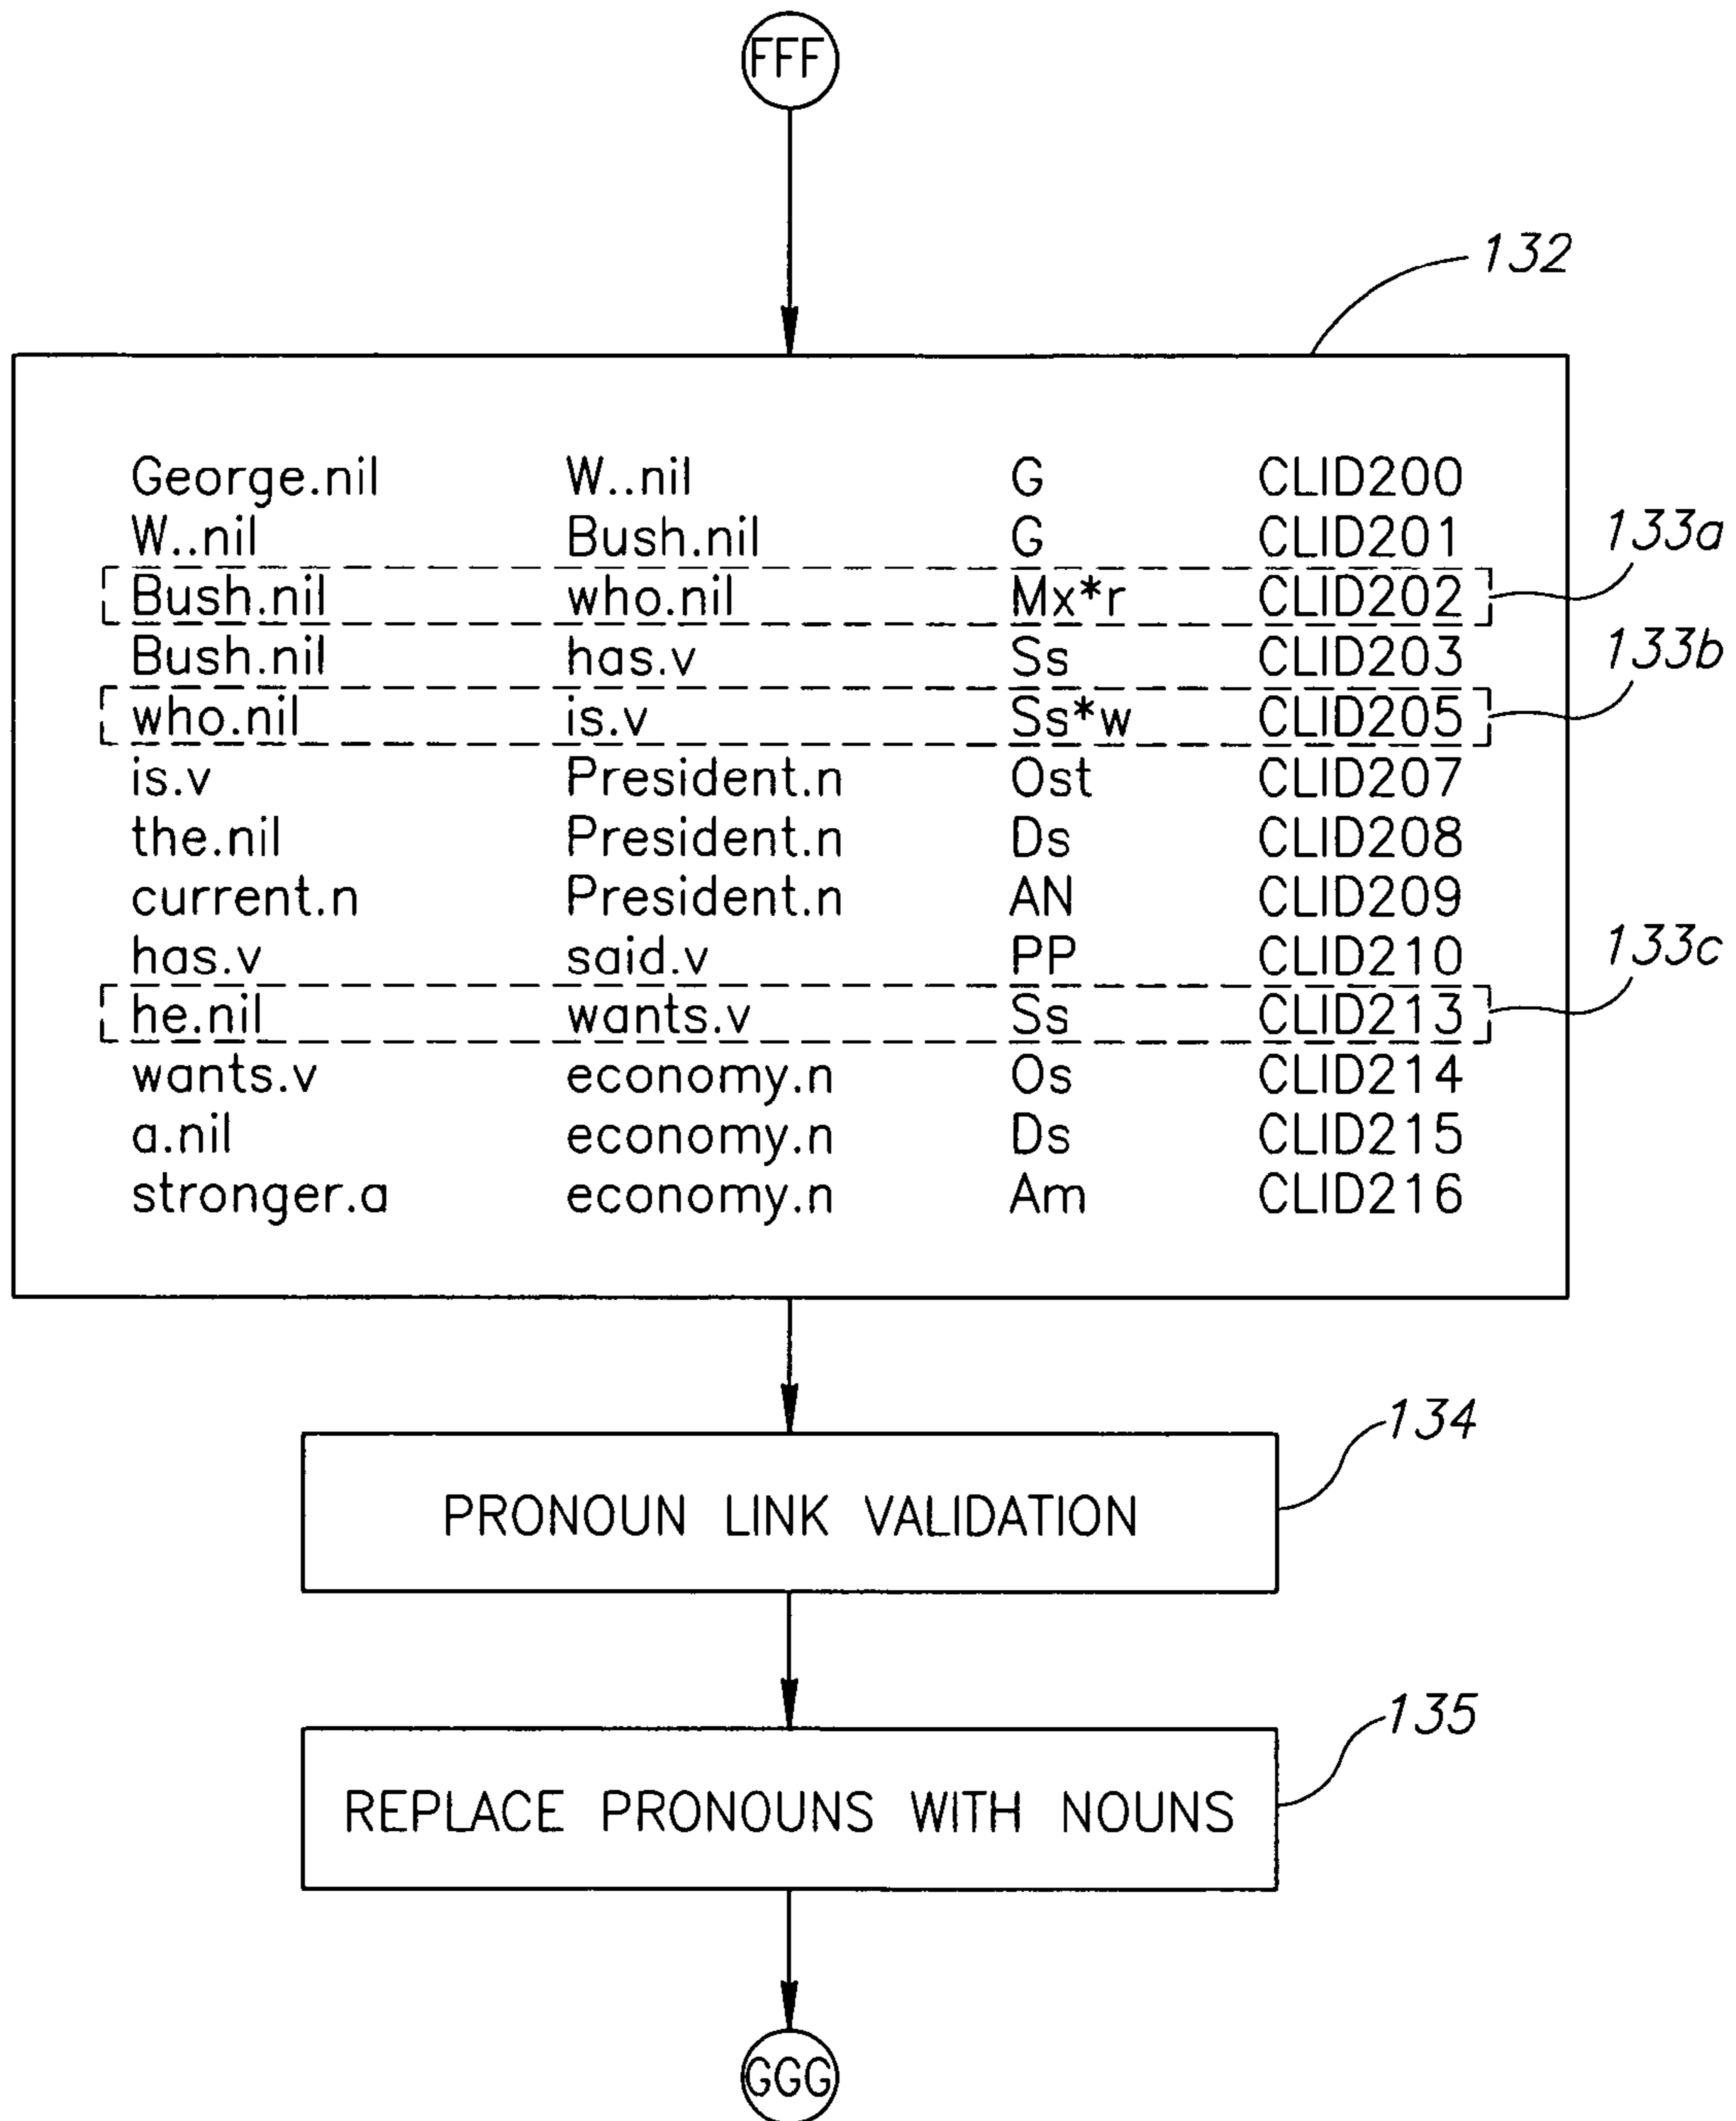 FFF
132
George.nil W..nil G CLID200
W..nil Bush.nil G CLID201
133a
Bush.nil who.nil Mx*r CLID202
Bush.nil has.v Ss CLID203
133b
who.nil is.v Ss*w CLID205
is.v President.n Ost CLID207
the.nil President.n Ds CLID208
current.n President.n AN CLID209
has.v said.v PP CLID210
133c
he.nil wants.v Ss CLID213
wants.v economy.n Os CLID214
a.nil economy.n Ds CLID215
stronger.a economy.n Am CLID216
134
PRONOUN LINK VALIDATION
135
REPLACE PRONOUNS WITH NOUNS
GGG